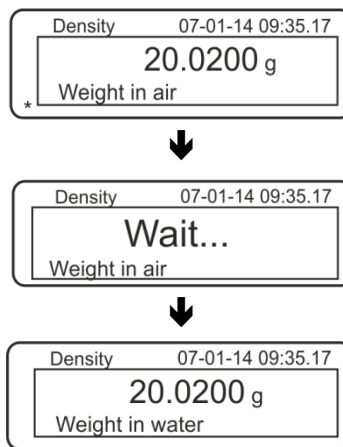 Density 07-01-14 09:35.17
20.0200 g
Weight in air
*
Density 07-01-14 09:35.17
Wait...
Weight in air
Density 07-01-14 09:35.17
20.0200 g
Weight in water